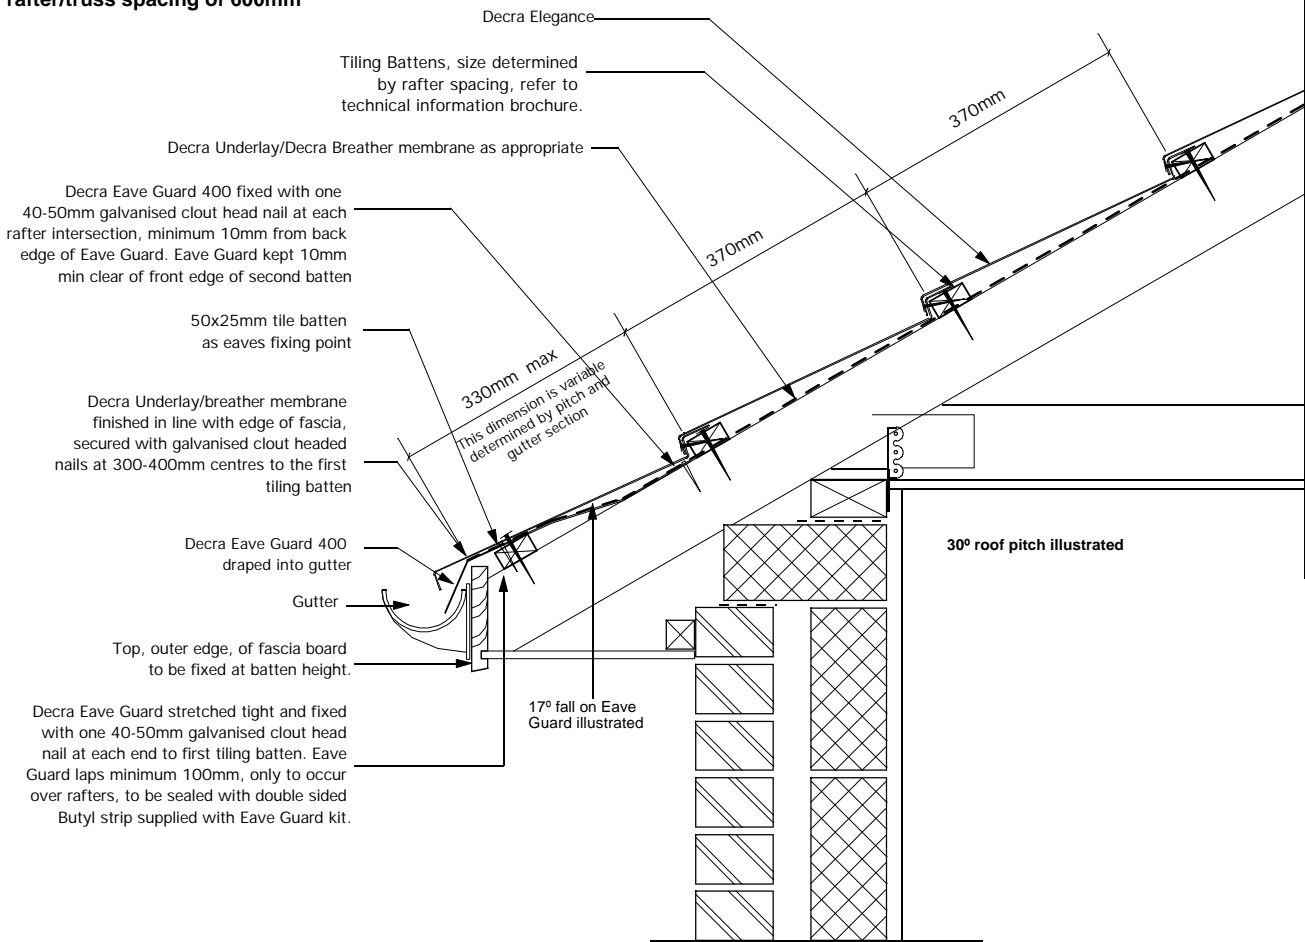 rafter/truss spacing of 600mm
Decra Elegance
Tiling Battens, size determined
by rafter spacing, refer to
technical information brochure.
370mm
Decra Underlay/Decra Breather membrane as appropriate
Decra Eave Guard 400 fixed with one
40-50mm galvanised clout head nail at each
rafter intersection, minimum 10mm from back
edge of Eave Guard. Eave Guard kept 10mm
min clear of front edge of second batten
370mm
50x25mm tile batten
as eaves fixing point
330mm max
This dimension is variable
determined by pitch and
gutter section
Decra Underlay/breather membrane
finished in line with edge of fascia,
secured with galvanised clout headed
nails at 300-400mm centres to the first
tiling batten
Decra Eave Guard 400
draped into gutter
30º roof pitch illustrated
Gutter
Top, outer edge, of fascia board
to be fixed at batten height.
17º fall on Eave
Guard illustrated
Decra Eave Guard stretched tight and fixed
with one 40-50mm galvanised clout head
nail at each end to first tiling batten. Eave
Guard laps minimum 100mm, only to occur
over rafters, to be sealed with double sided
Butyl strip supplied with Eave Guard kit.